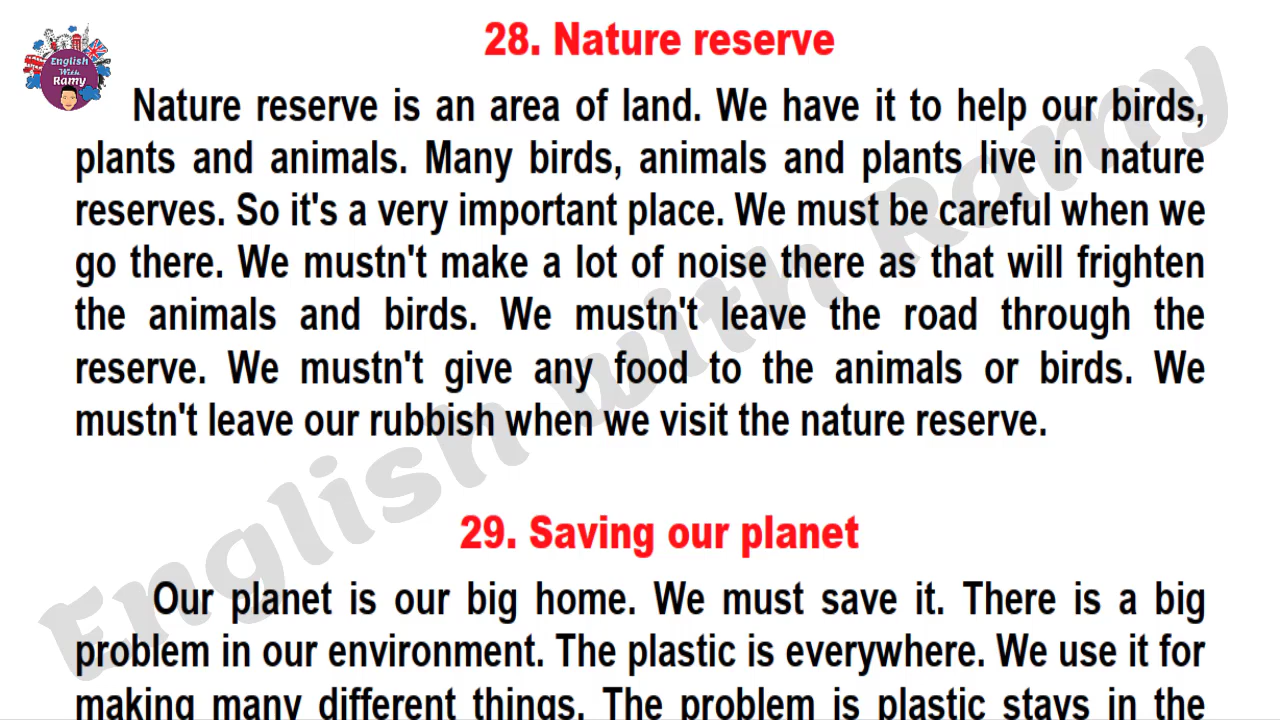 English
With
Ramy
28. Nature reserve
Nature reserve is an area of land. We have it to help our birds,
plants and animals. Many birds, animals and plants live in nature
reserves. So it's a very important place. We must be careful when we
go there. We mustn't make a lot of noise there as that will frighten
the animals and birds. We mustn't leave the road through the
reserve. We mustn't give any food to the animals or birds. We
mustn't leave our rubbish when we visit the nature reserve.
English with Ramy
29. Saving our planet
Our planet is our big home. We must save it. There is a big
problem in our environment. The plastic is everywhere. We use it for
making many different things. The problem is plastic stays in the